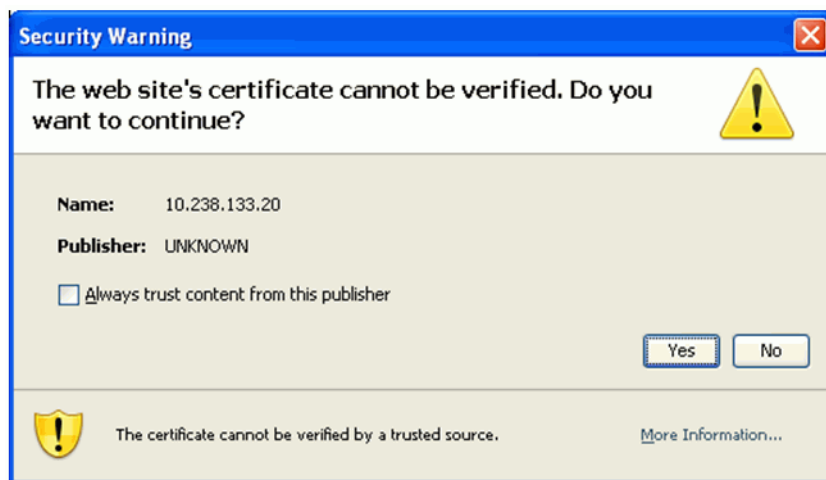 Security Warning
The web site's certificate cannot be verified. Do you
want to continue?
Name: 10.238.133.20
Publisher: UNKNOWN
Always trust content from this publisher
Yes No
The certificate cannot be verified by a trusted source. More Information...